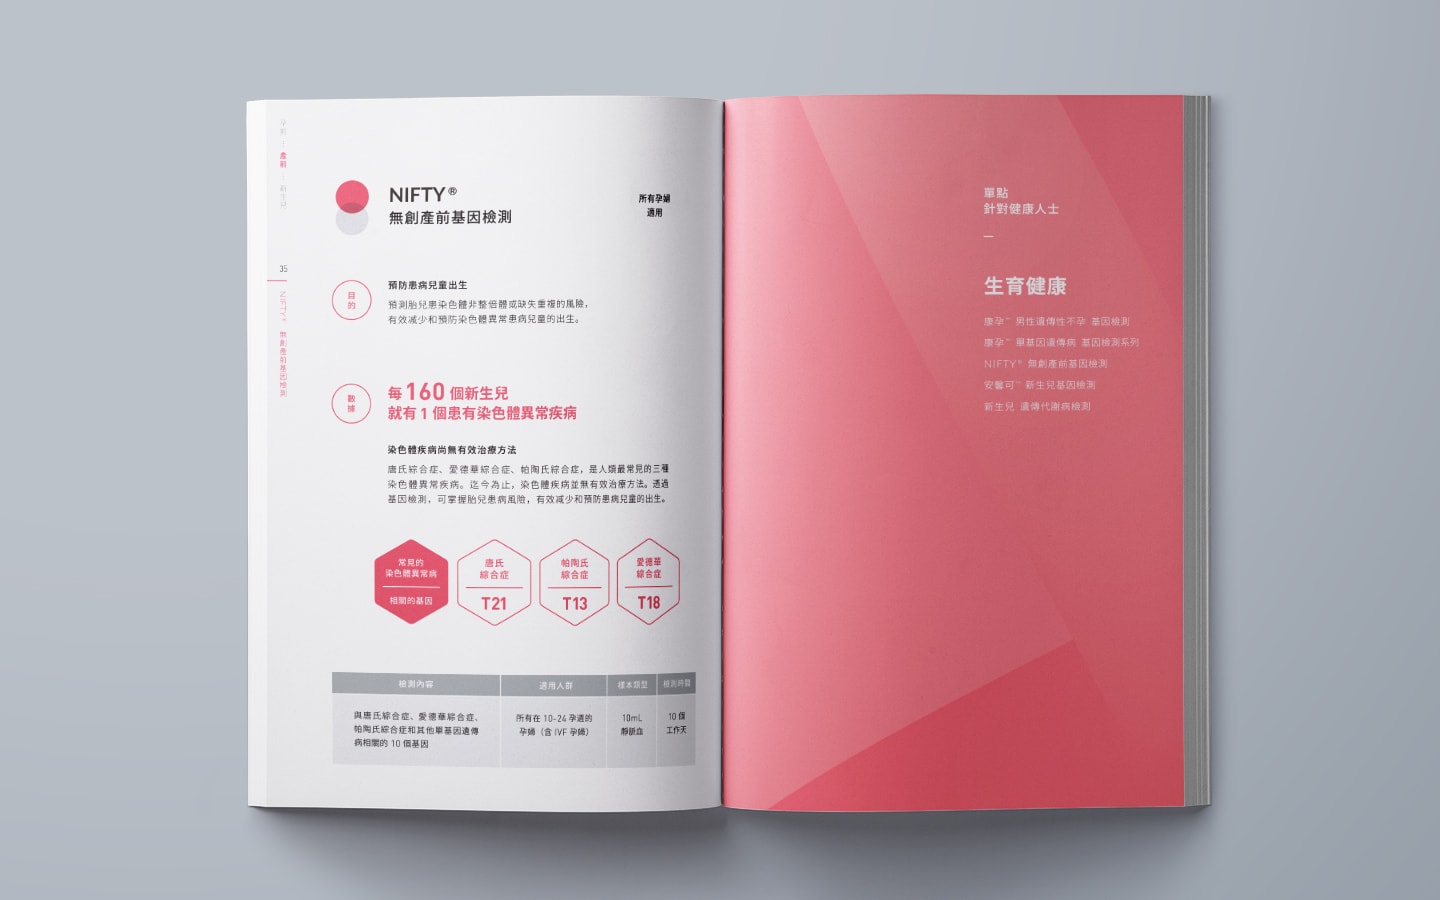 孕前
產前
新生兒
35
NIFTY® 無創產前基因檢測
NIFTY®
無創產前基因檢測
所有孕婦
適用
目的
預防患病兒童出生
預測胎兒患染色體非整倍體或缺失重複的風險，
有效減少和預防染色體異常患病兒童的出生。
數據
每 160 個新生兒
就有 1 個患有染色體異常疾病
染色體疾病尚無有效治療方法
唐氏綜合症、愛德華綜合症、帕陶氏綜合症，是人類最常見的三種
染色體異常疾病。迄今為止，染色體疾病並無有效治療方法。透過
基因檢測，可掌握胎兒患病風險，有效減少和預防患病兒童的出生。
常見的
染色體異常病
相關的基因
唐氏
綜合症
T21
帕陶氏
綜合症
T13
愛德華
綜合症
T18
檢測內容
適用人群
樣本類型
檢測時間
與唐氏綜合症、愛德華綜合症、
帕陶氏綜合症和其他單基因遺傳
病相關的 10 個基因
所有在 10-24 孕週的
孕婦（含 IVF 孕婦）
10mL
靜脈血
10 個
工作天
單點
針對健康人士
—
生育健康
康孕™ 男性遺傳性不孕 基因檢測
康孕™ 單基因遺傳病 基因檢測系列
NIFTY® 無創產前基因檢測
安馨可™ 新生兒基因檢測
新生兒 遺傳代謝病檢測